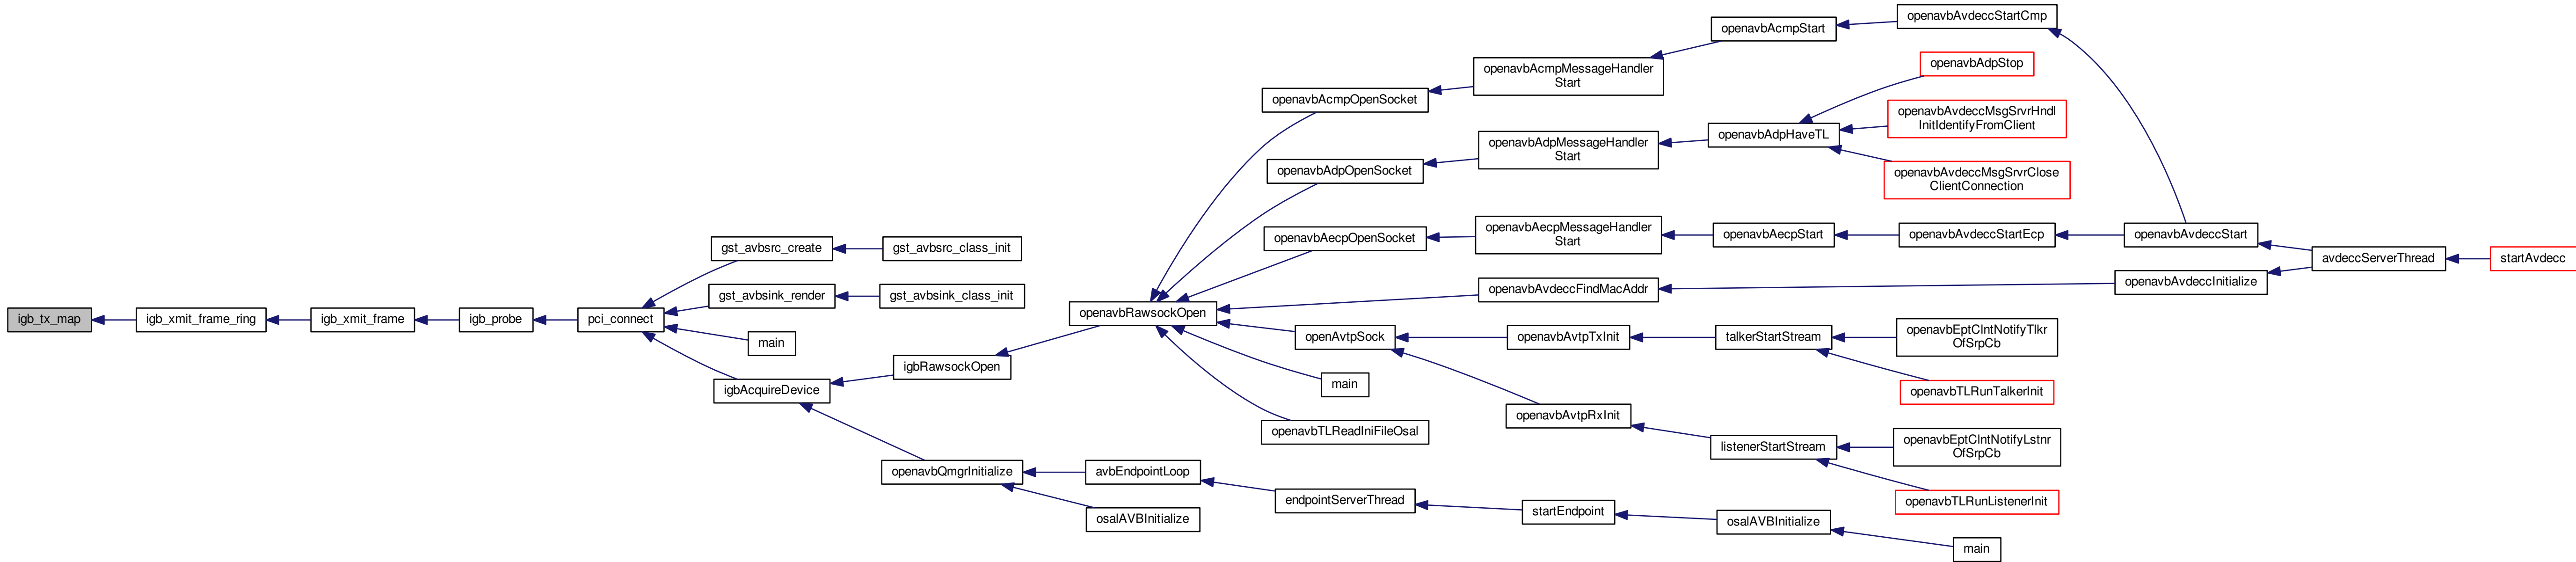 igb_tx_map
igb_xmit_frame_ring
igb_xmit_frame
igb_probe
pci_connect
gst_avbsrc_create
gst_avbsrc_class_init
gst_avbsink_render
gst_avbsink_class_init
main
igbAcquireDevice
igbRawsockOpen
openavbRawsockOpen
openavbAcmpOpenSocket
openavbAcmpMessageHandler
Start
openavbAcmpStart
openavbAvdeccStartCmp
openavbAdpOpenSocket
openavbAdpMessageHandler
Start
openavbAdpHaveTL
openavbAdpStop
openavbAvdeccMsgSrvrHndl
InitIdentifyFromClient
openavbAvdeccMsgSrvrClose
ClientConnection
openavbAecpOpenSocket
openavbAecpMessageHandler
Start
openavbAecpStart
openavbAvdeccStartEcp
openavbAvdeccStart
avdeccServerThread
startAvdecc
openavbAvdeccFindMacAddr
openavbAvdeccInitialize
openAvtpSock
openavbAvtpTxInit
talkerStartStream
openavbEptClntNotifyTlkr
OfSrpCb
openavbTLRunTalkerInit
openavbAvtpRxInit
listenerStartStream
openavbEptClntNotifyLstnr
OfSrpCb
openavbTLRunListenerInit
main
openavbTLReadIniFileOsal
openavbQmgrInitialize
avbEndpointLoop
endpointServerThread
startEndpoint
osalAVBInitialize
main
osalAVBInitialize